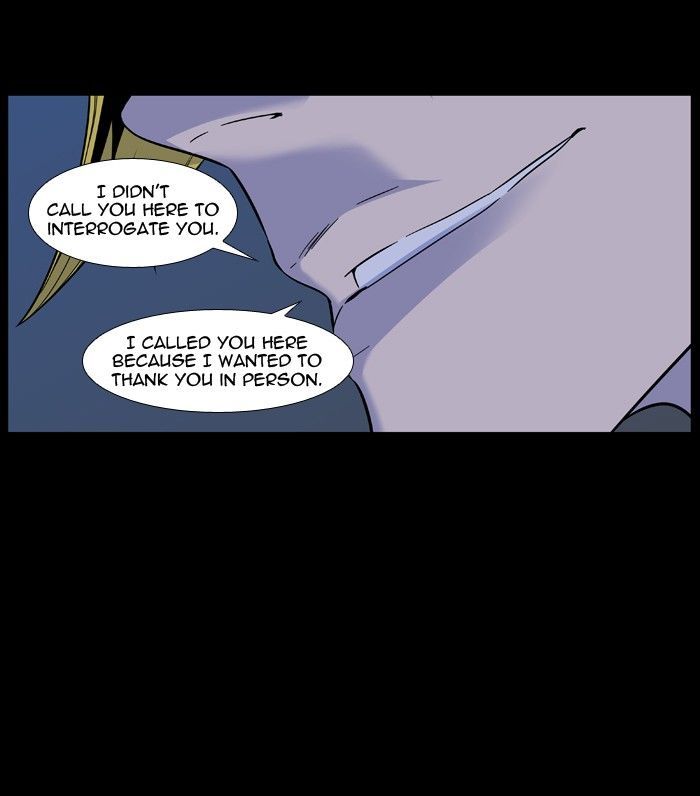 I DIDN'T
CALL YOU HERE TO
INTERROGATE YOU.
I CALLED YOU HERE
BECAUSE I WANTED TO
THANK YOU IN PERSON.